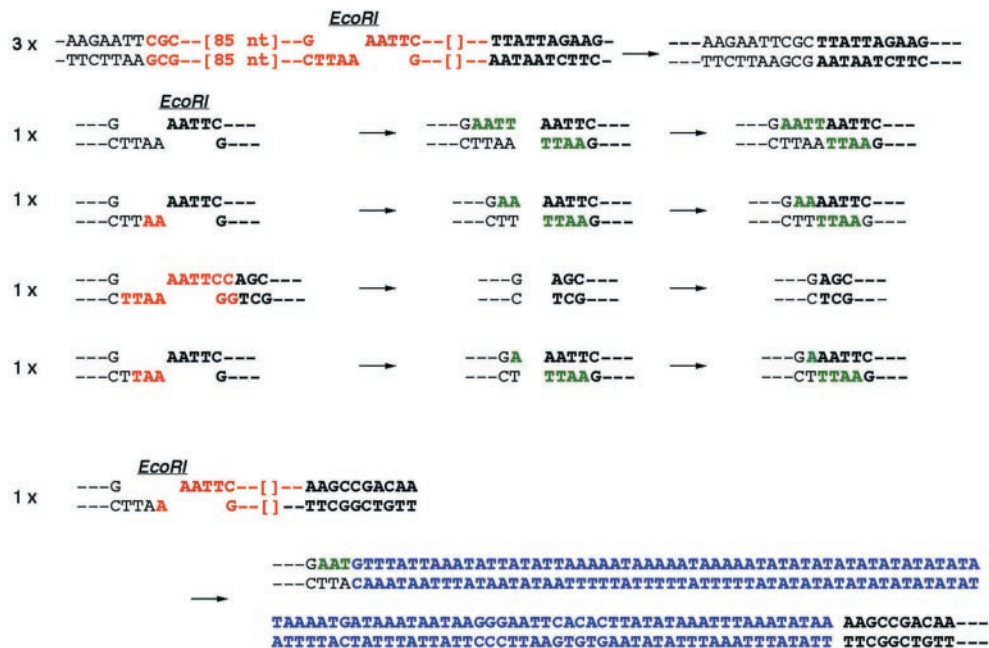 EcoRI
3 x –AAGAATTCGC––[85 nt]––G AATTC–[]––TTATTAGAAG– ---AAGAATTCGCTTATTAGAAG---
–TTCTTAAGCG––[85 nt]––CTTAA G–[]––AATAATCTTC– ---TTCTTAAGCGAATAATCTTC---
EcoRI
1 x ---G AATTC--- ---GAATT AATTC--- ---GAATTAATTC---
---CTTAA G--- ---CTTAA TTAAG--- ---CTTAATTAAG---
1 x ---G AATTC--- ---GAA AATTC--- ---GAAAATTC---
---CTTAA G--- ---CTT TTAAG--- ---CTTTTAAG---
1 x ---G AATTCCAGC--- ---G AGC--- ---GAGC---
---CTTAA GGTCG--- ---C TCG--- ---CTCG---
1 x ---G AATTC--- ---GA AATTC--- ---GAAATTC---
---CTTAA G--- ---CT TTAAG--- ---CTTTAAG---
EcoRI
1 x ---G AATTC--[]--AAGCCGACAA
---CTTAA G--[]--TTCGGCTGTT
---GAATGTTTATTAAATATTATATTAAAAATAAAAATAAAAATATATATATATATATATATA
---CTTACAAATAATTTATAATATAATTTTTATTTTTATTTTTATATATATATATATATATAT
TAAAATGATAAATAATAAGGGAATTCACACTTATATAAATTTAAATATAA AAGCCGACAA---
ATTTTACTATTTATTATTCCCTTAAGTGTGAATATATTTAAATTTATATT TTCGGCTGTT---